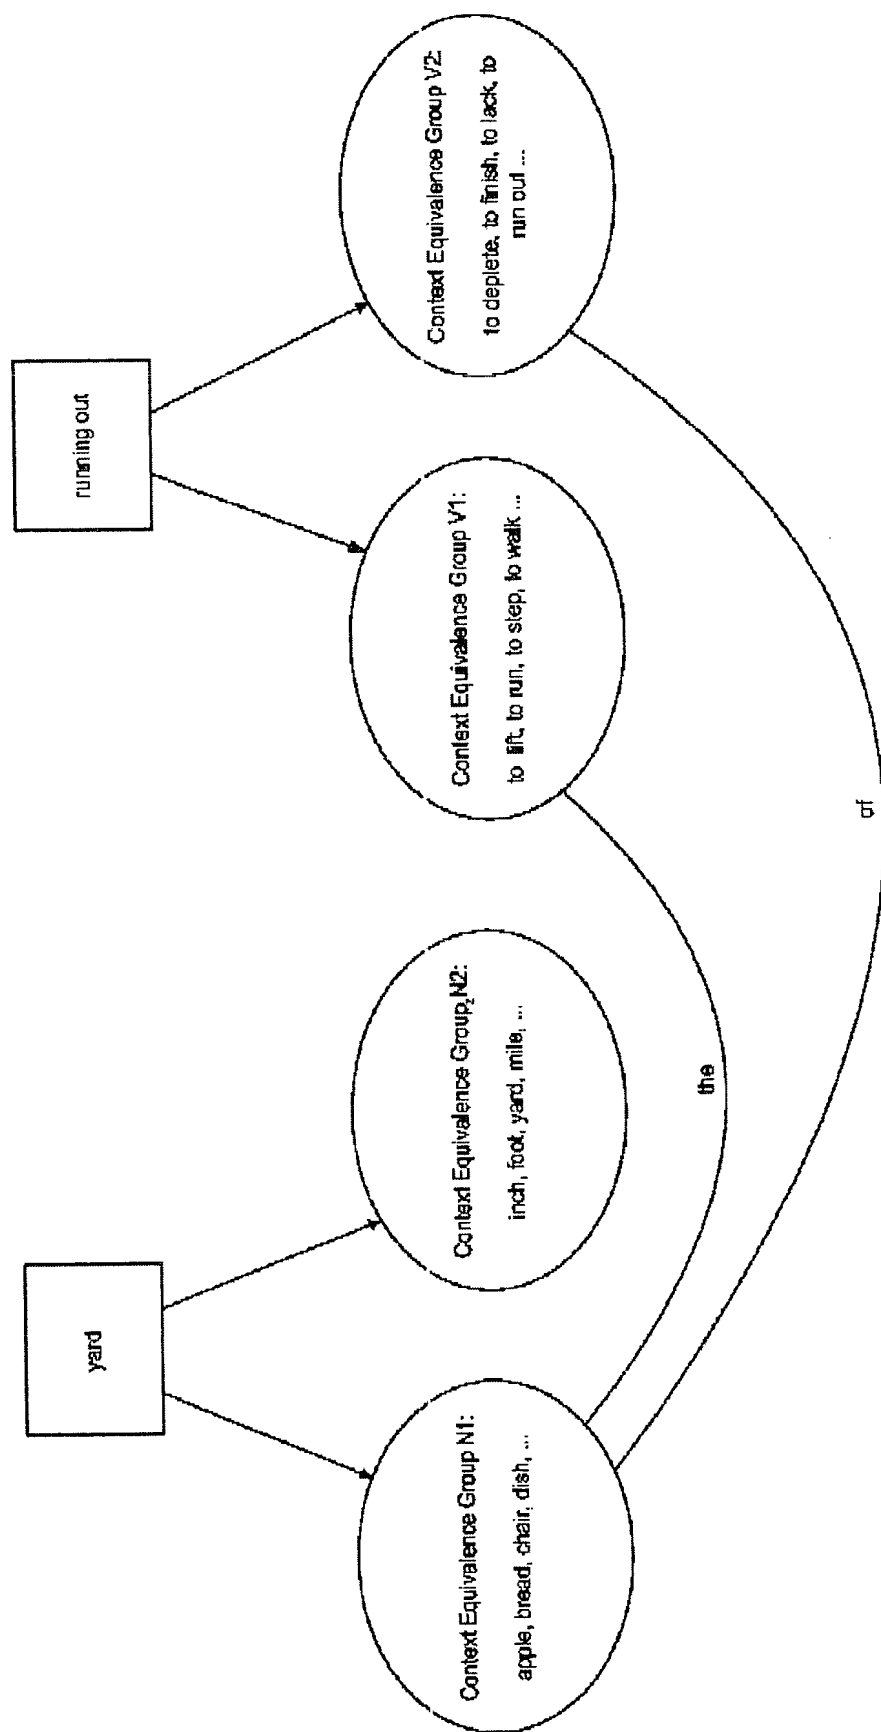 yard
running out
Context Equivalence Group N1:
apple, bread, chair, dish, ...
Context Equivalence Group N2:
inch, foot, yard, mile, ...
Context Equivalence Group V1:
to lift, to run, to step, to walk ...
Context Equivalence Group V2:
to deplete, to finish, to lack, to
run out ...
the
of